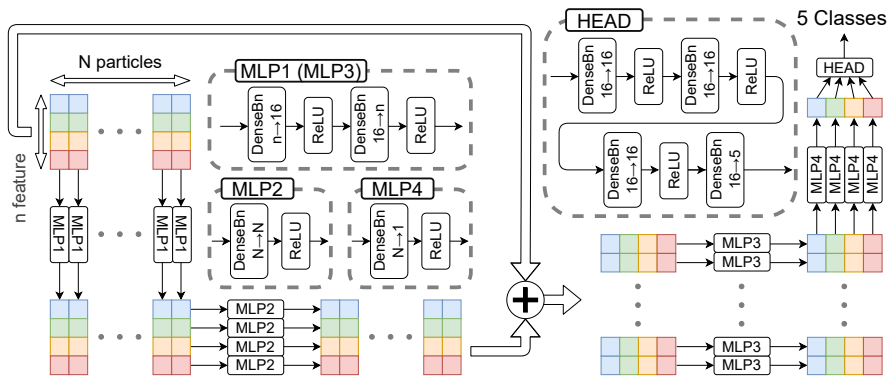 N particles
n feature
MLP1 (MLP3)
DenseBn
n→16
ReLU
DenseBn
16→n
ReLU
MLP1
MLP1
MLP1
MLP1
MLP2
DenseBn
N→N
ReLU
MLP4
DenseBn
N→1
ReLU
MLP2
MLP2
MLP2
MLP2
+
HEAD
DenseBn
16→16
ReLU
DenseBn
16→16
ReLU
DenseBn
16→16
ReLU
DenseBn
16→5
5 Classes
HEAD
MLP4
MLP4
MLP4
MLP4
MLP3
MLP3
MLP3
MLP3